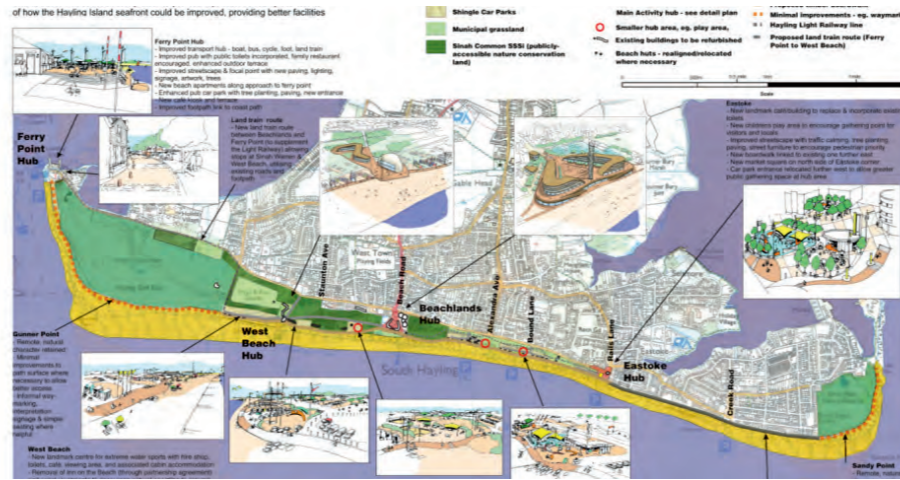 of how the Hayling Island seafront could be improved, providing better facilities
Shingle Car Parks
Municipal grassland
Sinah Common SSSI (publicly-
accessible nature conservation
land)
Main Activity hub - see detail plan
Smaller hub area, eg. play area,
Existing buildings to be refurbished
Beach huts - realigned/relocated
where necessary
Minimal improvements - eg. waymark
Hayling Light Railway line
Proposed land train route (Ferry
Point to West Beach)
Scale
Ferry Point Hub
- Improved transport hub - boat, bus, cycle, foot, land train
- Improved pub with public toilets incorporated, family restaurant
encouraged, enhanced outdoor terrace
- Improved streetscape & focal point with new paving, lighting,
signage, artwork, trees
- New beach apartments along approach to ferry point
- Enhanced pub car park with tree planting, paving, new entrance
- New café kiosk and terrace
- Improved footpath link to coast path
Ferry
Point
Hub
Land train route
- New land train route
between Beachlands and
Ferry Point (to supplement
the Light Railway) allowing
stops at Sinah Warren &
West Beach, utilising
existing roads and
footpath
Eastoke
- New landmark café/building to replace & incorporate existing
toilets
- New childrens play area to encourage gathering point for
visitors and locals
- Improved streetscape with traffic calming, tree planting,
paving, street furniture to encourage pedestrian priority
- New boardwalk linked to existing one further east
- New market square on north side of Eastoke corner
- Car park entrance relocated further west to allow greater
public gathering space at hub area
Gable Head
West Town
Playing Fields
Staunton Ave
Beach Road
Beachlands
Hub
Alexandra Ave
Bound Lane
Rails Lane
Eastoke
Eastoke
Hub
Creek Road
West
Beach
Hub
South Hayling
Gunner Point
- Remote, natural
character retained
- Minimal
improvements to
path surface where
necessary to allow
better access
- Informal way-
marking,
interpretation
signage & simple
seating where
helpful
West Beach
- New landmark centre for extreme water sports with hire shop,
toilets, café, viewing area, and associated cabin accommodation
- Removal of Inn on the Beach (through partnership agreement)
Sandy Point
- Remote, natural